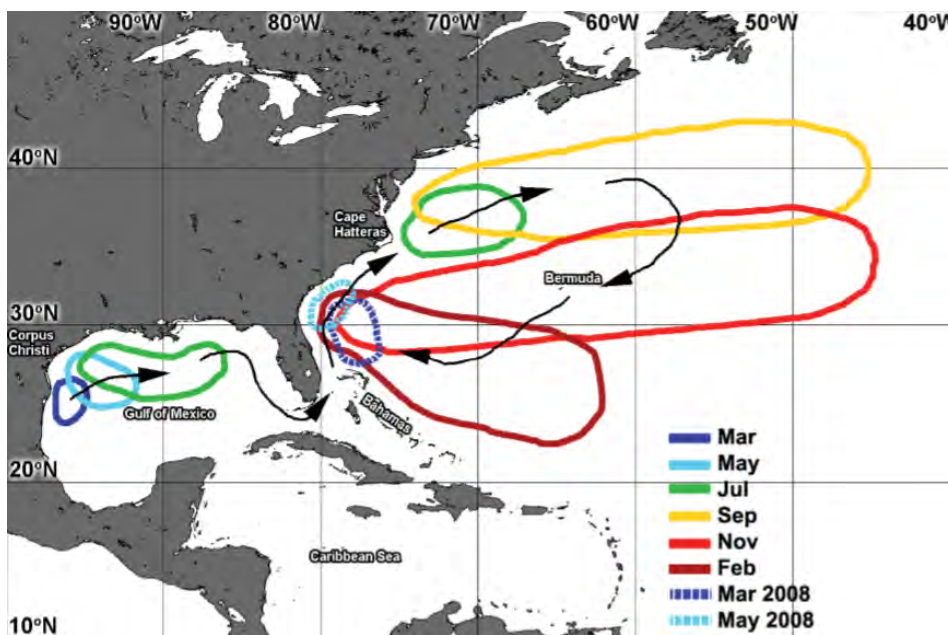 90°W 80°W 70°W 60°W 50°W 40°W
40°N
Cape
Hatteras
Bermuda
30°N
Corpus
Christi
Gulf of Mexico
Bahamas
20°N
Caribbean Sea
10°N
Mar
May
Jul
Sep
Nov
Feb
Mar 2008
May 2008